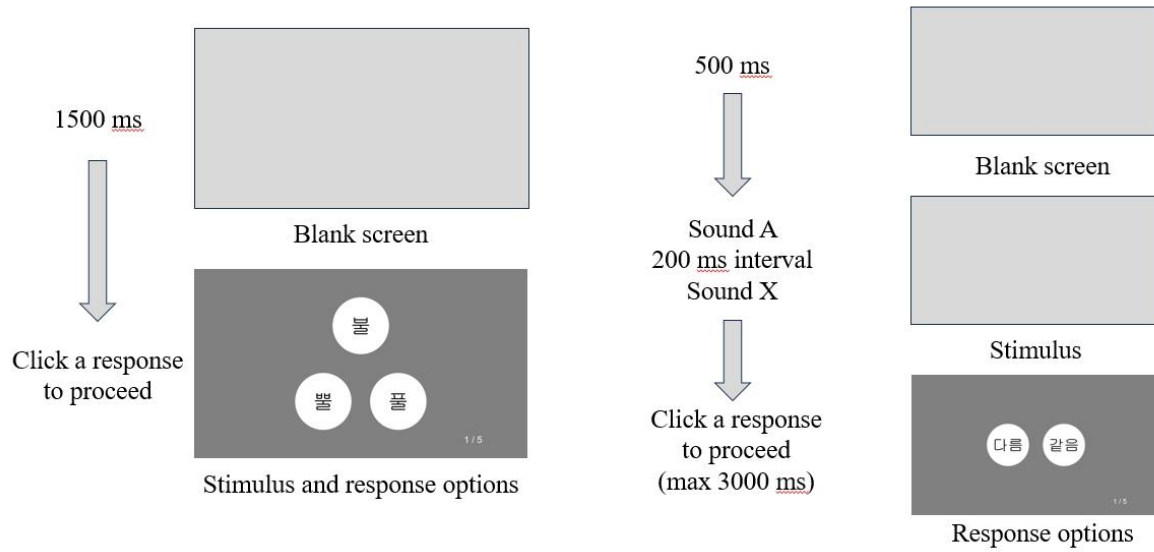 1500 ms
Click a response
to proceed
Blank screen
불
뿔 풀
1 / 5
Stimulus and response options
500 ms
Sound A
200 ms interval
Sound X
Click a response
to proceed
(max 3000 ms)
Blank screen
Stimulus
다름 같음
1 / 5
Response options